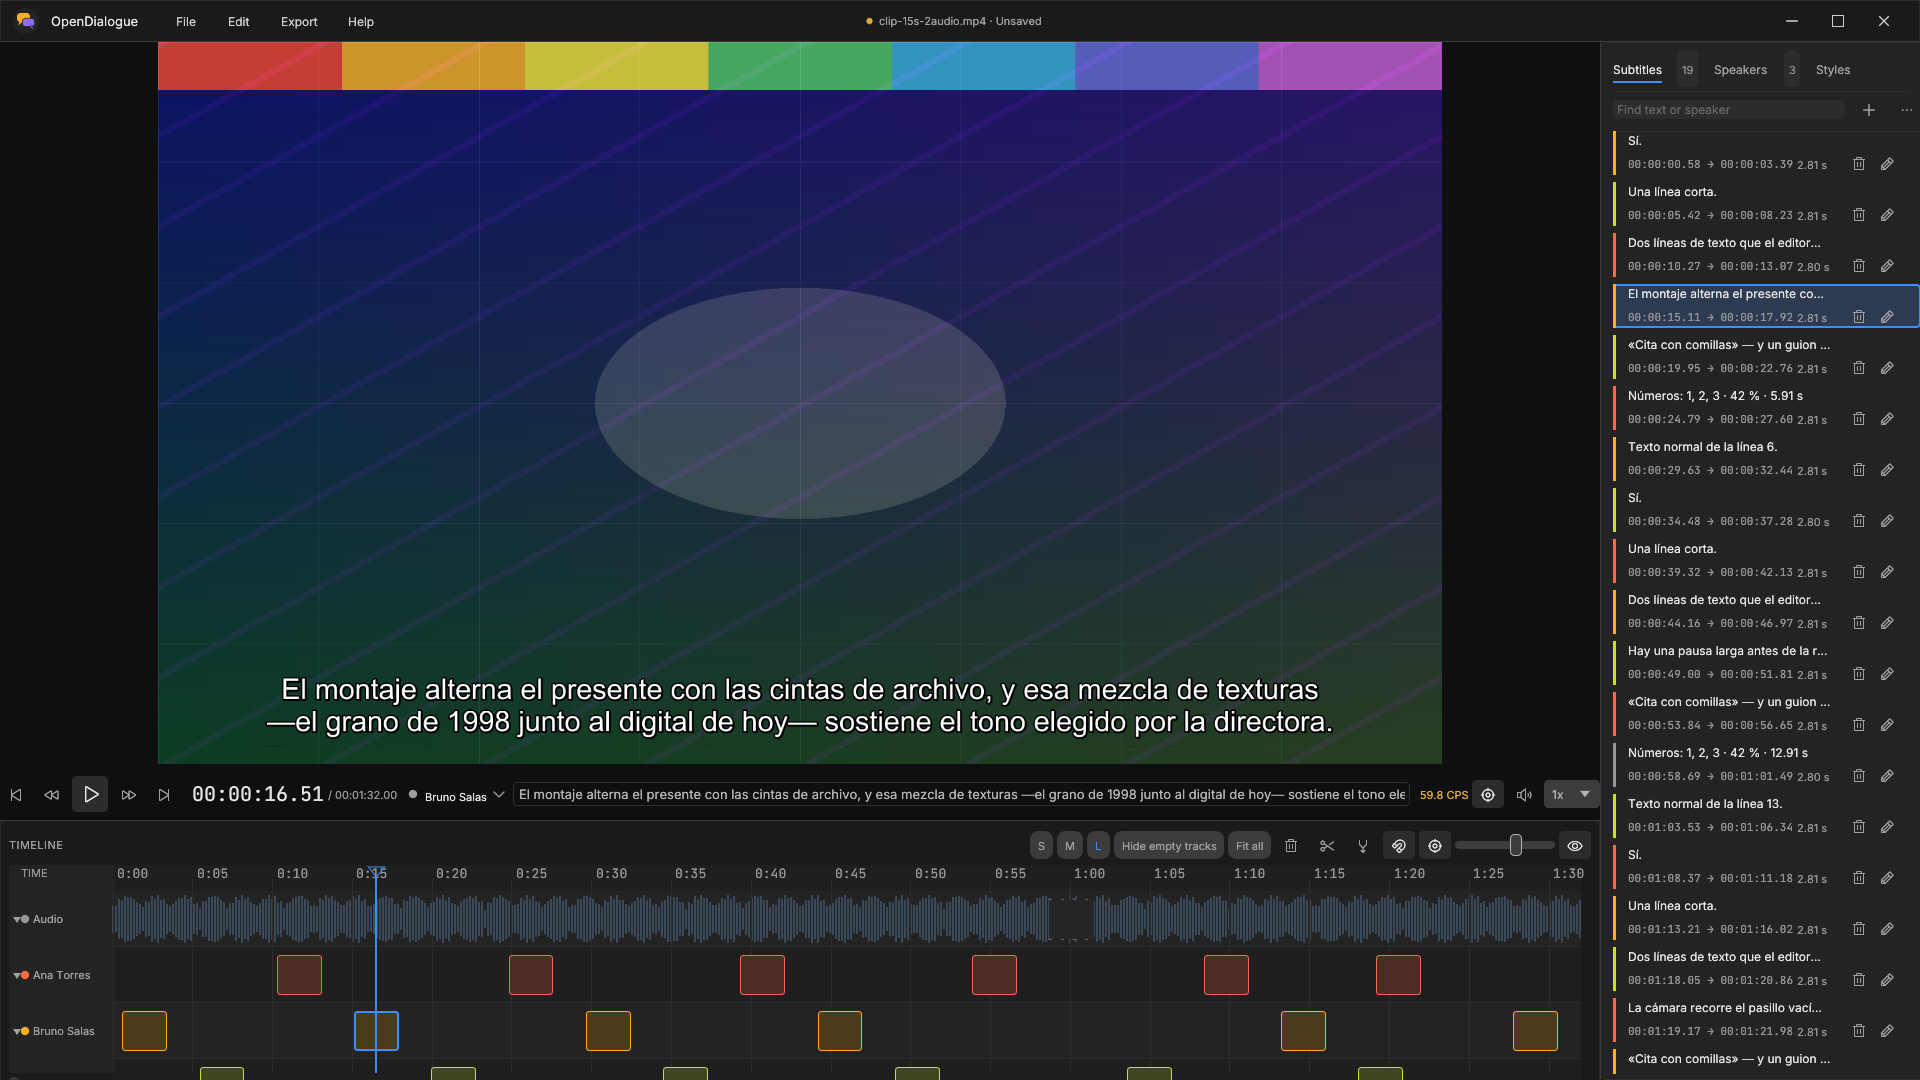 OpenDialogue File Edit Export Help clip-15s-2audio.mp4 · Unsaved
Subtitles 19 Speakers 3 Styles
Find text or speaker
Sí.
00:00:00.58 → 00:00:03.39 2.81 s
Una línea corta.
00:00:05.42 → 00:00:08.23 2.81 s
Dos líneas de texto que el editor...
00:00:10.27 → 00:00:13.07 2.80 s
El montaje alterna el presente co...
00:00:15.11 → 00:00:17.92 2.81 s
«Cita con comillas» — y un guion ...
00:00:19.95 → 00:00:22.76 2.81 s
Números: 1, 2, 3 · 42 % · 5.91 s
00:00:24.79 → 00:00:27.60 2.81 s
Texto normal de la línea 6.
00:00:29.63 → 00:00:32.44 2.81 s
Sí.
00:00:34.48 → 00:00:37.28 2.80 s
Una línea corta.
00:00:39.32 → 00:00:42.13 2.81 s
Dos líneas de texto que el editor...
00:00:44.16 → 00:00:46.97 2.81 s
Hay una pausa larga antes de la r...
00:00:49.00 → 00:00:51.81 2.81 s
«Cita con comillas» — y un guion ...
00:00:53.84 → 00:00:56.65 2.81 s
Números: 1, 2, 3 · 42 % · 12.91 s
00:00:58.69 → 00:01:01.49 2.80 s
Texto normal de la línea 13.
00:01:03.53 → 00:01:06.34 2.81 s
Sí.
00:01:08.37 → 00:01:11.18 2.81 s
Una línea corta.
00:01:13.21 → 00:01:16.02 2.81 s
Dos líneas de texto que el editor...
00:01:18.05 → 00:01:20.86 2.81 s
La cámara recorre el pasillo vací...
00:01:19.17 → 00:01:21.98 2.81 s
«Cita con comillas» — y un guion ...
El montaje alterna el presente con las cintas de archivo, y esa mezcla de texturas
—el grano de 1998 junto al digital de hoy— sostiene el tono elegido por la directora.
00:00:16.51 / 00:01:32.00 Bruno Salas El montaje alterna el presente con las cintas de archivo, y esa mezcla de texturas —el grano de 1998 junto al digital de hoy— sostiene el tono ele 59.8 CPS 1x
TIMELINE S M L Hide empty tracks Fit all
TIME 0:00 0:05 0:10 0:15 0:20 0:25 0:30 0:35 0:40 0:45 0:50 0:55 1:00 1:05 1:10 1:15 1:20 1:25 1:30
Audio
Ana Torres
Bruno Salas